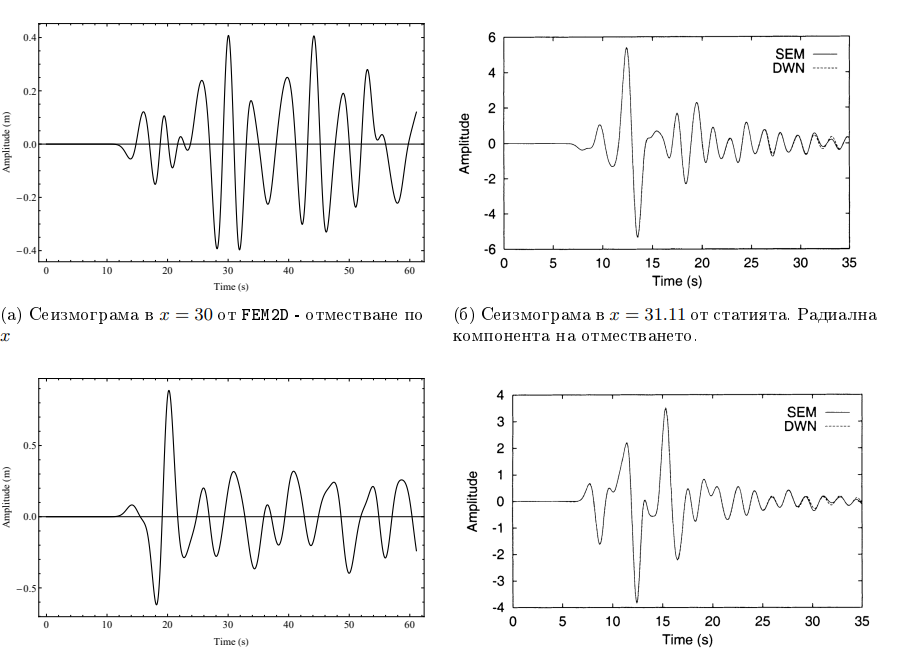 0.4
0.2
0.0
−0.2
−0.4
Amplitude (m)
0 10 20 30 40 50 60
Time (s)
6
4
2
0
-2
-4
-6
Amplitude
SEM
DWN
0 5 10 15 20 25 30 35
Time (s)
(а) Сеизмограма в x = 30 от FEM2D - отместване по
x
(б) Сеизмограма в x = 31.11 от статията. Радиална
компонента на отместването.
0.5
0.0
−0.5
Amplitude (m)
0 10 20 30 40 50 60
Time (s)
4
3
2
1
0
-1
-2
-3
-4
Amplitude
SEM
DWN
0 5 10 15 20 25 30 35
Time (s)